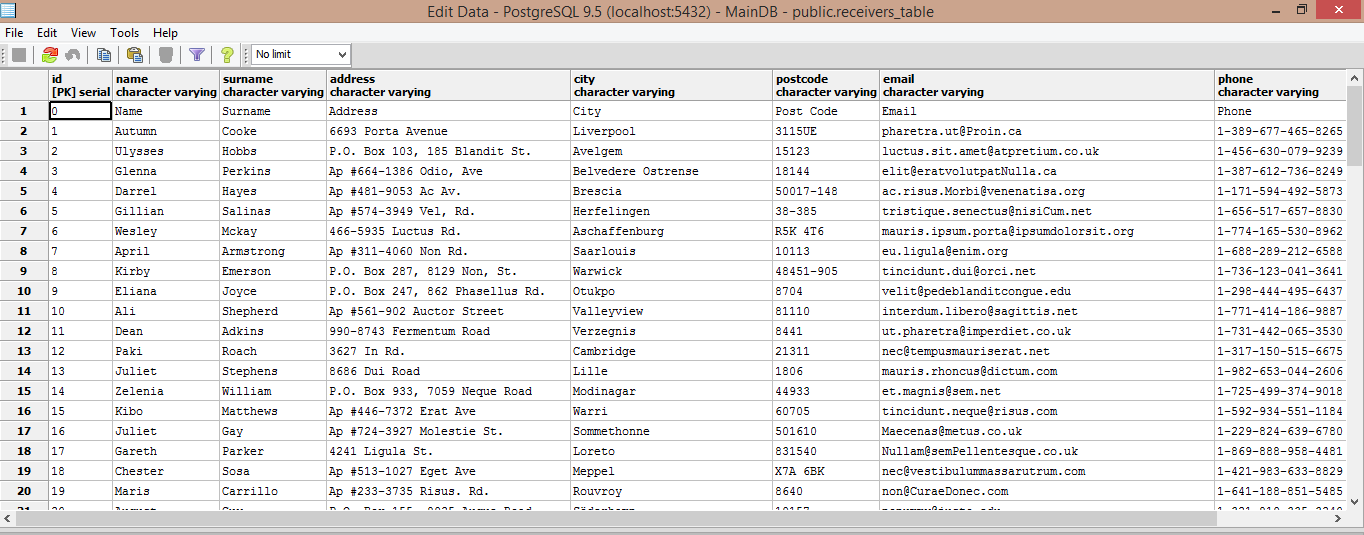 Edit Data - PostgreSQL 9.5 (localhost:5432) - MainDB - public.receivers_table
File Edit View Tools Help
No limit
id name surname address city postcode email phone
[PK] serial character varying character varying character varying character varying character varying character varying character varying
1 0 Name Surname Address City Post Code Email Phone
2 1 Autumn Cooke 6693 Porta Avenue Liverpool 3115UE pharetra.ut@Proin.ca 1-389-677-465-8265
3 2 Ulysses Hobbs P.O. Box 103, 185 Blandit St. Avelgem 15123 luctus.sit.amet@atpretium.co.uk 1-456-630-079-9239
4 3 Glenna Perkins Ap #664-1386 Odio, Ave Belvedere Ostrense 18144 elit@eratvolutpatNulla.ca 1-387-612-736-8249
5 4 Darrel Hayes Ap #481-9053 Ac Av. Brescia 50017-148 ac.risus.Morbi@venenatisa.org 1-171-594-492-5873
6 5 Gillian Salinas Ap #574-3949 Vel, Rd. Herfelingen 38-385 tristique.senectus@nisiCum.net 1-656-517-657-8830
7 6 Wesley Mckay 466-5935 Luctus Rd. Aschaffenburg R5K 4T6 mauris.ipsum.porta@ipsumdolorsit.org 1-774-165-530-8962
8 7 April Armstrong Ap #311-4060 Non Rd. Saarlouis 10113 eu.ligula@enim.org 1-688-289-212-6588
9 8 Kirby Emerson P.O. Box 287, 8129 Non, St. Warwick 48451-905 tincidunt.dui@orci.net 1-736-123-041-3641
10 9 Eliana Joyce P.O. Box 247, 862 Phasellus Rd. Otukpo 8704 velit@pedeblanditcongue.edu 1-298-444-495-6437
11 10 Ali Shepherd Ap #561-902 Auctor Street Valleyview 81110 interdum.libero@sagittis.net 1-771-414-186-9887
12 11 Dean Adkins 990-8743 Fermentum Road Verzegnis 8441 ut.pharetra@imperdiet.co.uk 1-731-442-065-3530
13 12 Paki Roach 3627 In Rd. Cambridge 21311 nec@tempusmauriserat.net 1-317-150-515-6675
14 13 Juliet Stephens 8686 Dui Road Lille 1806 mauris.rhoncus@dictum.com 1-982-653-044-2606
15 14 Zelenia William P.O. Box 933, 7059 Neque Road Modinagar 44933 et.magnis@sem.net 1-725-499-374-9018
16 15 Kibo Matthews Ap #446-7372 Erat Ave Warri 60705 tincidunt.neque@risus.com 1-592-934-551-1184
17 16 Juliet Gay Ap #724-3927 Molestie St. Sommethonne 501610 Maecenas@metus.co.uk 1-229-824-639-6780
18 17 Gareth Parker 4241 Ligula St. Loreto 831540 Nullam@semPellentesque.co.uk 1-869-888-958-4481
19 18 Chester Sosa Ap #513-1027 Eget Ave Meppel X7A 6BK nec@vestibulummassarutrum.com 1-421-983-633-8829
20 19 Maris Carrillo Ap #233-3735 Risus. Rd. Rouvroy 8640 non@CuraeDonec.com 1-641-188-851-5485